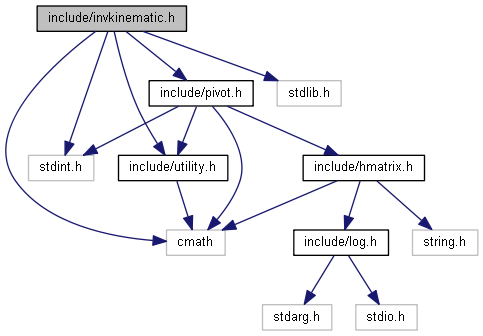 include/invkinematic.h
include/pivot.h
stdlib.h
stdint.h
include/utility.h
include/hmatrix.h
cmath
include/log.h
string.h
stdarg.h
stdio.h